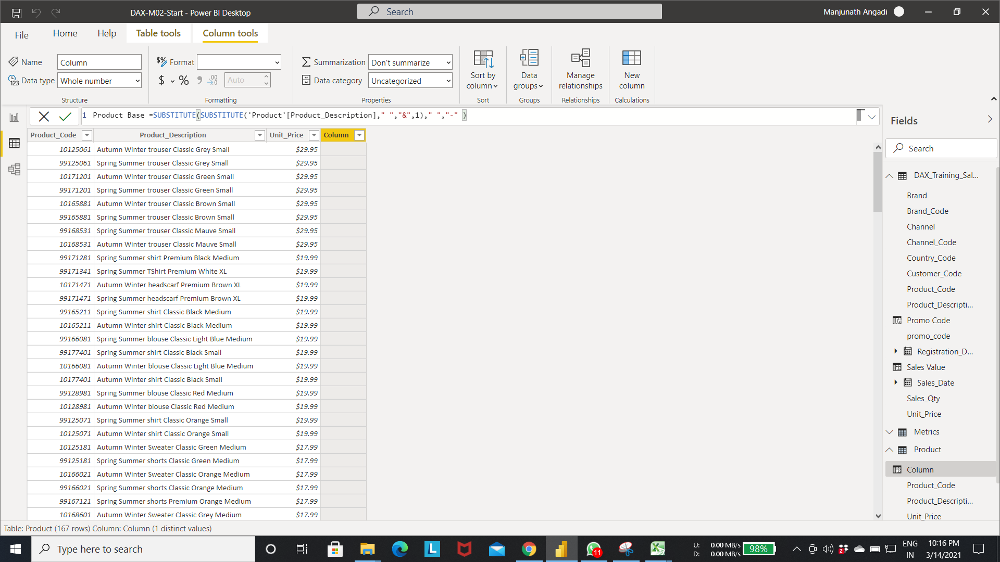 DAX-M02-Start - Power BI Desktop
Search
Manjunath Angadi
File
Home
Help
Table tools
Column tools
Name
Column
Data type
Whole number
Structure
Format
$ % 9 .00
Auto
Formatting
Summarization
Don't summarize
Data category
Uncategorized
Properties
Sort by
column
Sort
Data
groups
Groups
Manage
relationships
Relationships
New
column
Calculations
1 Product Base =SUBSTITUTE(SUBSTITUTE('Product'[Product_Description]," ","&",1)," ","-" )
Product_Code Product_Description Unit_Price Column
10125061 Autumn Winter trouser Classic Grey Small $29.95
99125061 Spring Summer trouser Classic Grey Small $29.95
10171201 Autumn Winter trouser Classic Green Small $29.95
99171201 Spring Summer trouser Classic Green Small $29.95
10165881 Autumn Winter trouser Classic Brown Small $29.95
99165881 Spring Summer trouser Classic Brown Small $29.95
99168531 Spring Summer trouser Classic Mauve Small $29.95
10168531 Autumn Winter trouser Classic Mauve Small $29.95
99171281 Spring Summer shirt Premium Black Medium $19.99
99171341 Spring Summer TShirt Premium White XL $19.99
10171471 Autumn Winter headscarf Premium Brown XL $19.99
99171471 Spring Summer headscarf Premium Brown XL $19.99
99165211 Spring Summer shirt Classic Black Medium $19.99
10165211 Autumn Winter shirt Classic Black Medium $19.99
99166081 Spring Summer blouse Classic Light Blue Medium $19.99
99177401 Spring Summer shirt Classic Black Small $19.99
10166081 Autumn Winter blouse Classic Light Blue Medium $19.99
10177401 Autumn Winter shirt Classic Black Small $19.99
99128981 Spring Summer blouse Classic Red Medium $19.99
10128981 Autumn Winter blouse Classic Red Medium $19.99
99125071 Spring Summer shirt Classic Orange Small $19.99
10125071 Autumn Winter shirt Classic Orange Small $19.99
10125181 Autumn Winter Sweater Classic Green Medium $17.99
99125181 Spring Summer shorts Classic Green Medium $17.99
10166021 Autumn Winter Sweater Classic Orange Medium $17.99
99166021 Spring Summer shorts Classic Orange Medium $17.99
99167121 Spring Summer shorts Premium Orange Medium $17.99
10168601 Autumn Winter Sweater Classic Grey Medium $17.99
Fields
Search
DAX_Training_Sal...
Brand
Brand_Code
Channel
Channel_Code
Country_Code
Customer_Code
Product_Code
Product_Descripti...
Promo Code
promo_code
Registration_D...
Sales Value
Sales_Date
Sales_Qty
Unit_Price
Metrics
Product
Column
Product_Code
Product_Descripti...
Unit_Price
Table: Product (167 rows) Column: Column (1 distinct values)
Type here to search
L
11
U: 0.00 MB/s
D: 0.00 MB/s
98%
2
ENG
IN
10:16 PM
3/14/2021